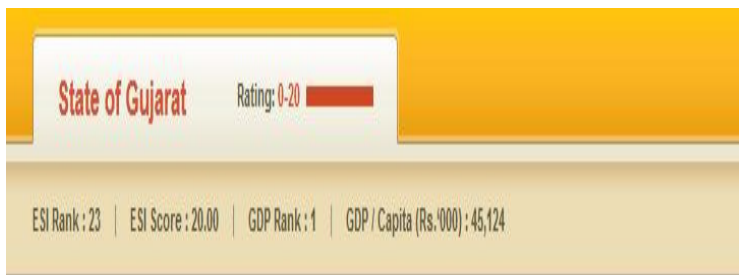 State of Gujarat Rating: 0-20
ESI Rank : 23 | ESI Score : 20.00 | GDP Rank : 1 | GDP / Capita (Rs.'000) : 45,124